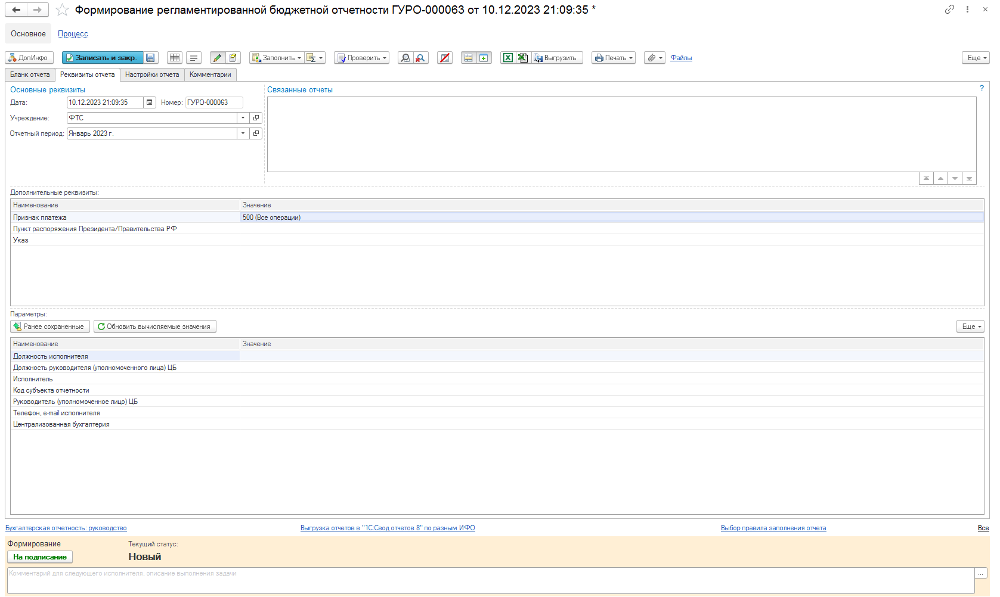 Формирование регламентированной бюджетной отчетности ГУРО-000063 от 10.12.2023 21:09:35 *
Основное Процесс
ДопИнфо Записать и закр. Заполнить Проверить Выгрузить Печать Файлы Еще
Бланк отчета Реквизиты отчета Настройки отчета Комментарии
Основные реквизиты Связанные отчеты ?
Дата: 10.12.2023 21:09:35 Номер: ГУРО-000063
Учреждение: ФТС
Отчетный период: Январь 2023 г.
Дополнительные реквизиты:
Наименование Значение
Признак платежа 500 (Все операции)
Пункт распоряжения Президента/Правительства РФ
Указ
Параметры:
Ранее сохраненные Обновить вычисляемые значения Еще
Наименование Значение
Должность исполнителя
Должность руководителя (уполномоченного лица) ЦБ
Исполнитель
Код субъекта отчетности
Руководитель (уполномоченное лицо) ЦБ
Телефон, e-mail исполнителя
Централизованная бухгалтерия
Бухгалтерская отчетность: руководство Выгрузка отчетов в "1С:Свод отчетов 8" по разным ИФО Выбор правила заполнения отчета Все
Формирование Текущий статус:
На подписание Новый
Комментарий для следующего исполнителя, описание выполнения задачи ...